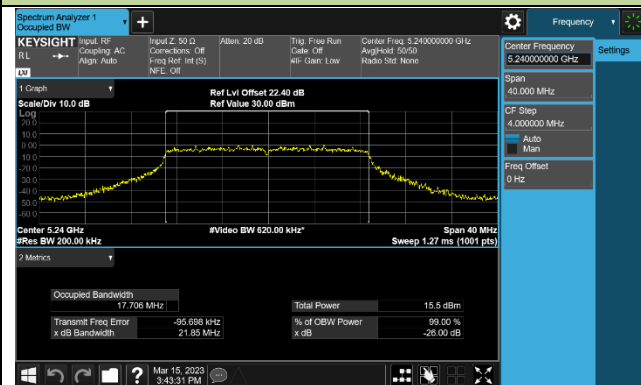 Spectrum Analyzer 1
Occupied BW
Frequency
KEYSIGHT
RL
Input: RF
Coupling: AC
Align: Auto
Input Z: 50 Ω
Corrections: Off
Freq Ref: Int (S)
NFE: Off
Atten: 20 dB
Trig: Free Run
Gate: Off
#IF Gain: Low
Center Freq: 5.240000000 GHz
Avg|Hold: 50/50
Radio Std: None
LXI
Center Frequency
5.240000000 GHz
Settings
Span
40.000 MHz
CF Step
4.000000 MHz
Auto
Man
Freq Offset
0 Hz
1 Graph
Scale/Div 10.0 dB
Ref Lvl Offset 22.40 dB
Ref Value 30.00 dBm
Log
20.0
10.0
0.00
-10.0
-20.0
-30.0
-40.0
-50.0
-60.0
Center 5.24 GHz
#Res BW 200.00 kHz
#Video BW 620.00 kHz*
Span 40 MHz
Sweep 1.27 ms (1001 pts)
2 Metrics
Occupied Bandwidth
17.706 MHz
Total Power
15.5 dBm
Transmit Freq Error
-95.698 kHz
% of OBW Power
99.00 %
x dB Bandwidth
21.85 MHz
x dB
-26.00 dB
?
Mar 15, 2023
3:43:31 PM